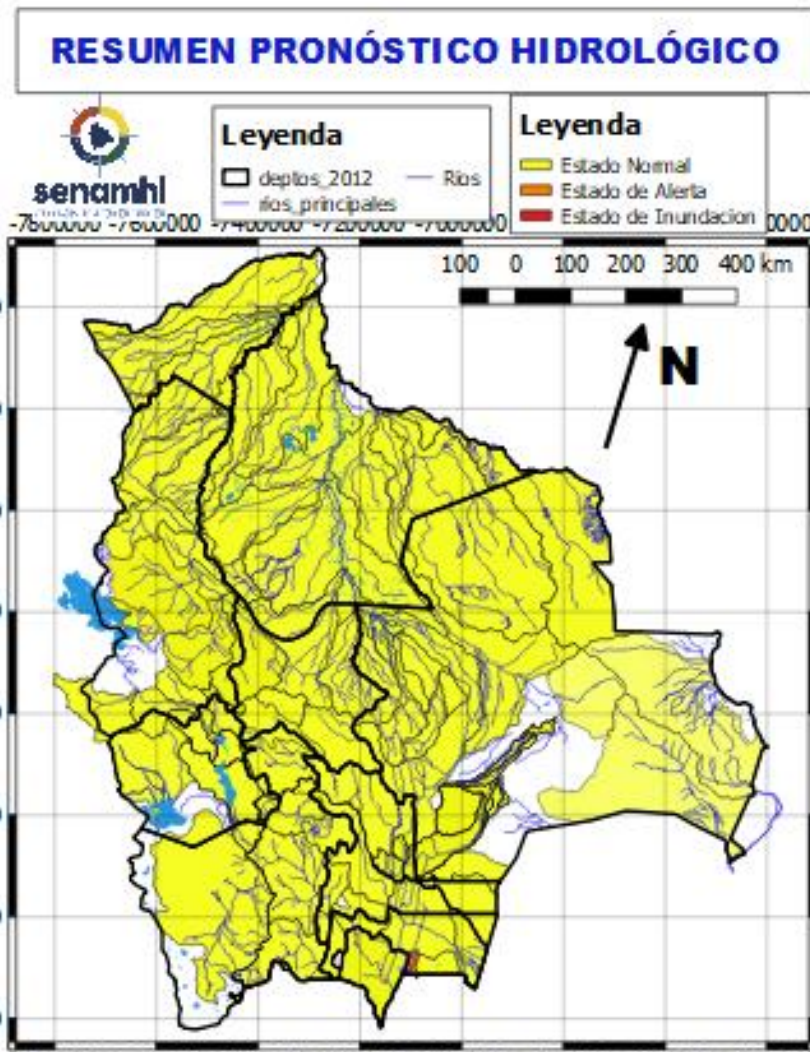 RESUMEN PRONÓSTICO HIDROLÓGICO
senamhi
Leyenda
deptos_2012
Rios
rios_principales
Leyenda
Estado Normal
Estado de Alerta
Estado de Inundacion
-7800000 -7600000 -7400000 -7200000 -7000000
100 0 100 200 300 400 km
N